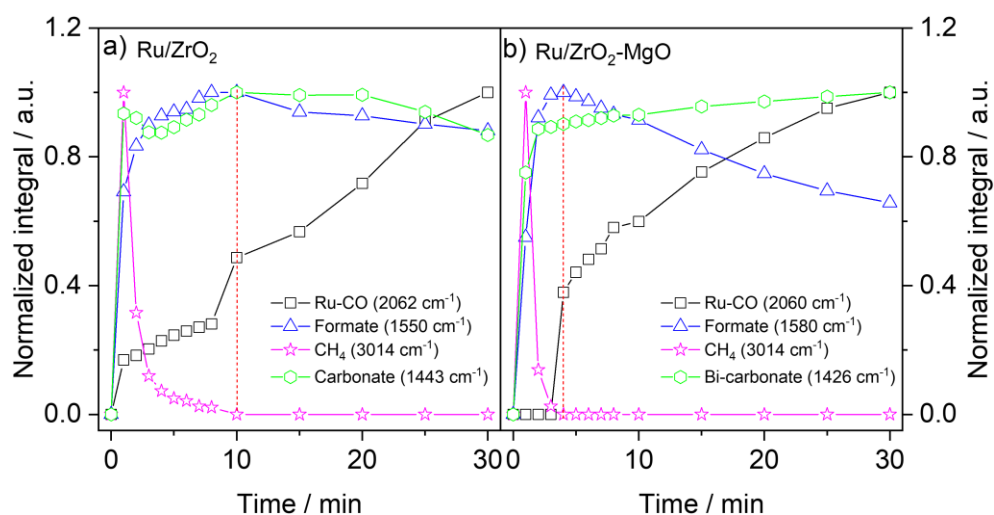 a) Ru/ZrO₂
Normalized integral / a.u.
1.2
0.8
0.4
0.0
Ru-CO (2062 cm⁻¹)
Formate (1550 cm⁻¹)
CH₄ (3014 cm⁻¹)
Carbonate (1443 cm⁻¹)
0 10 20 30
Time / min
b) Ru/ZrO₂-MgO
Ru-CO (2060 cm⁻¹)
Formate (1580 cm⁻¹)
CH₄ (3014 cm⁻¹)
Bi-carbonate (1426 cm⁻¹)
0 10 20 30
Time / min
1.2
0.8
0.4
0.0
Normalized integral / a.u.